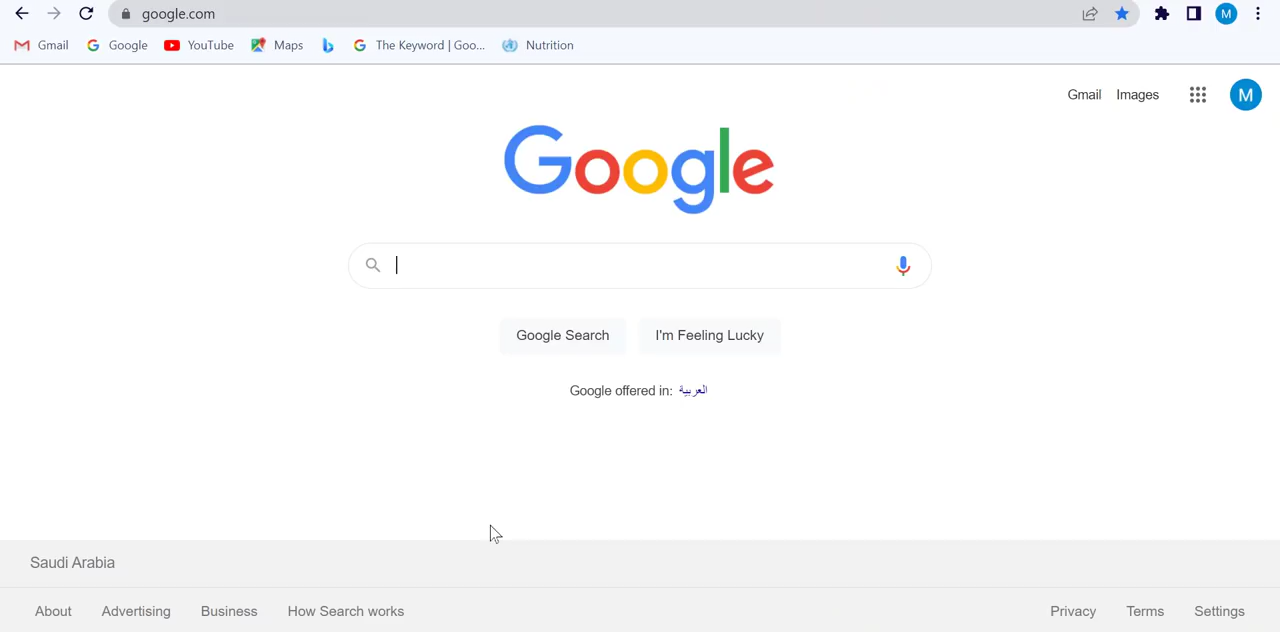 google.com
M
Gmail Google YouTube Maps The Keyword | Goo... Nutrition
Gmail Images M
Google
Google Search I'm Feeling Lucky
Google offered in: العربية
Saudi Arabia
About Advertising Business How Search works Privacy Terms Settings